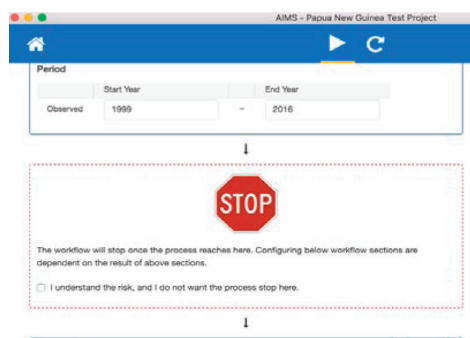 AIMS - Papua New Guinea Test Project
Period
Start Year End Year
Observed 1999 - 2016
STOP
The workflow will stop once the process reaches here. Configuring below workflow sections are
dependent on the result of above sections.
I understand the risk, and I do not want the process stop here.